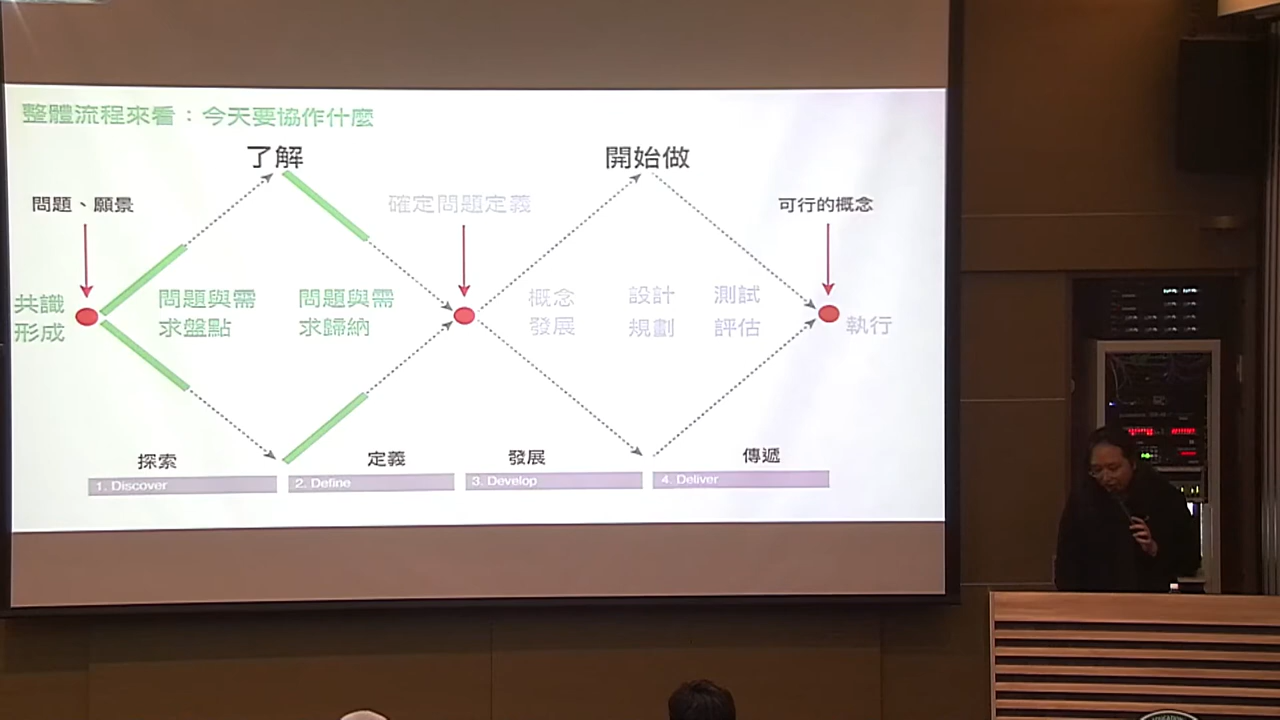 整體流程來看：今天要協作什麼
了解
開始做
問題、願景
確定問題定義
可行的概念
共識
形成
問題與需
求盤點
問題與需
求歸納
概念
發展
設計
規劃
測試
評估
執行
探索
定義
發展
傳遞
1. Discover
2. Define
3. Develop
4. Deliver